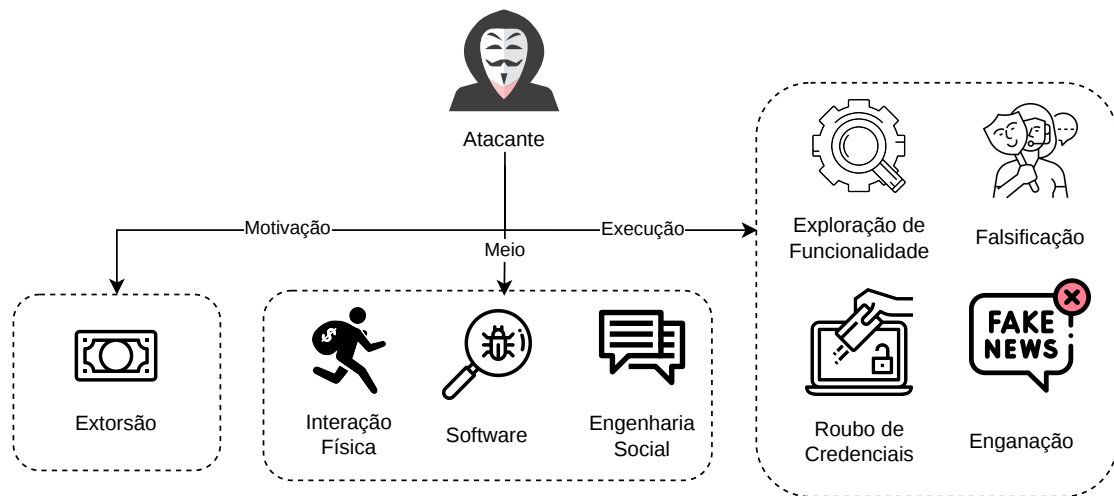 Atacante
Motivação
Meio
Execução
Extorsão
$
Interação
Física
Software
Engenharia
Social
Exploração de
Funcionalidade
Falsificação
Roubo de
Credenciais
FAKE
NEWS
Enganação